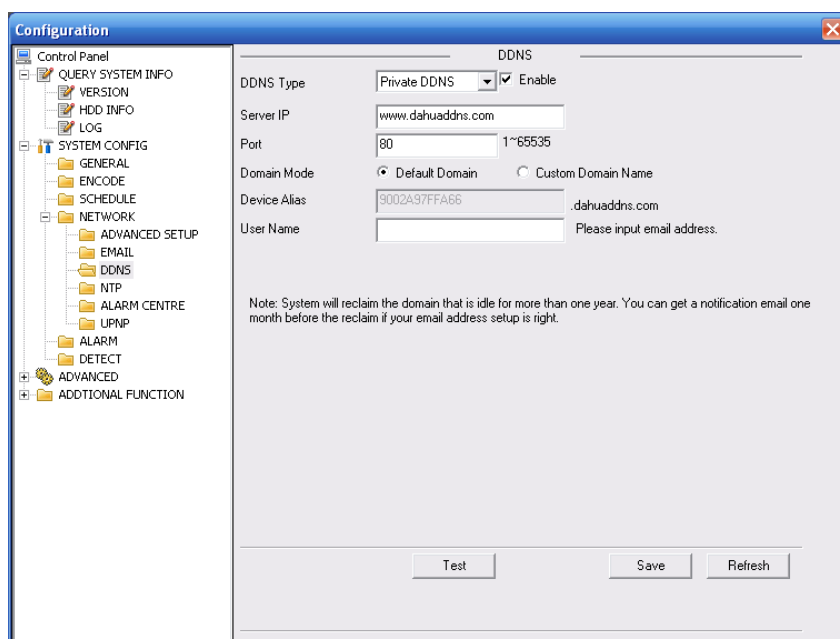 Configuration
Control Panel
QUERY SYSTEM INFO
VERSION
HDD INFO
LOG
SYSTEM CONFIG
GENERAL
ENCODE
SCHEDULE
NETWORK
ADVANCED SETUP
EMAIL
DDNS
NTP
ALARM CENTRE
UPNP
ALARM
DETECT
ADVANCED
ADDTIONAL FUNCTION
DDNS
DDNS Type Private DDNS Enable
Server IP www.dahuaddns.com
Port 80 1~65535
Domain Mode Default Domain Custom Domain Name
Device Alias 9002A97FFA66 .dahuaddns.com
User Name Please input email address.
Note: System will reclaim the domain that is idle for more than one year. You can get a notification email one
month before the reclaim if your email address setup is right.
Test Save Refresh